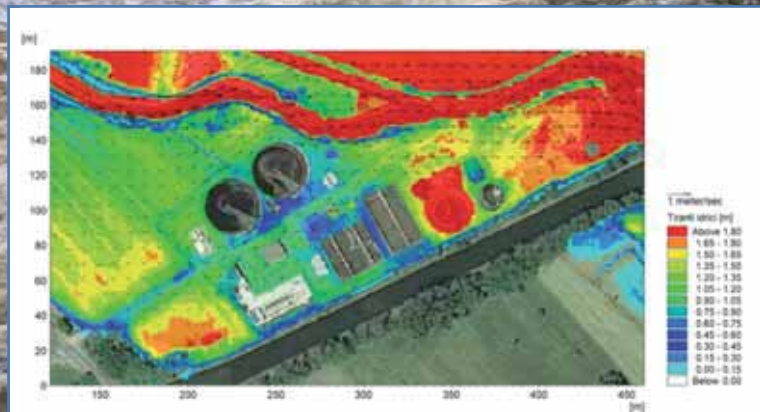 [m]
180
160
140
120
100
80
60
40
20
0
150 200 250 300 350 400 450
[m]
1 meter/sec
Tiranti idrici [m]
Above 1.80
1.65 - 1.80
1.50 - 1.65
1.35 - 1.50
1.20 - 1.35
1.05 - 1.20
0.90 - 1.05
0.75 - 0.90
0.60 - 0.75
0.45 - 0.60
0.30 - 0.45
0.15 - 0.30
0.00 - 0.15
Below 0.00